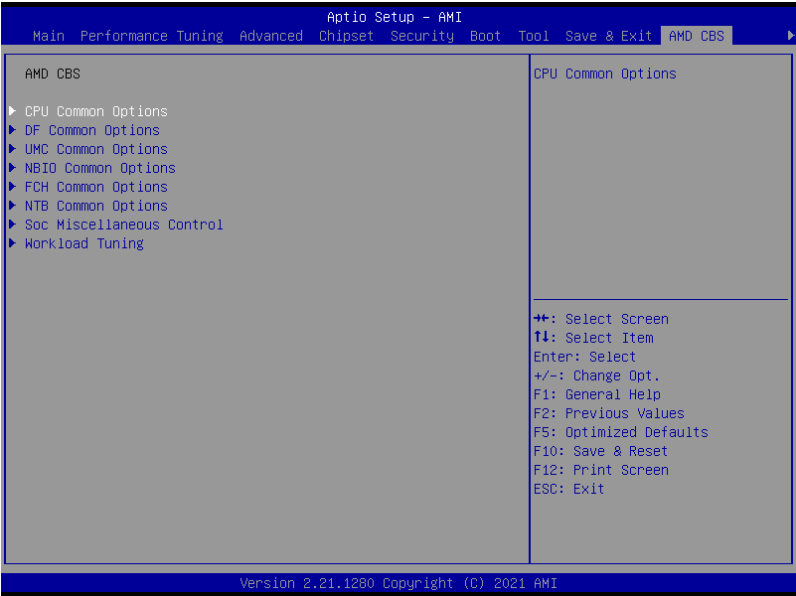 Aptio Setup – AMI
Main Performance Tuning Advanced Chipset Security Boot Tool Save & Exit AMD CBS
AMD CBS
CPU Common Options
DF Common Options
UMC Common Options
NBIO Common Options
FCH Common Options
NTB Common Options
Soc Miscellaneous Control
Workload Tuning
CPU Common Options
→←: Select Screen
↑↓: Select Item
Enter: Select
+/-: Change Opt.
F1: General Help
F2: Previous Values
F5: Optimized Defaults
F10: Save & Reset
F12: Print Screen
ESC: Exit
Version 2.21.1280 Copyright (C) 2021 AMI